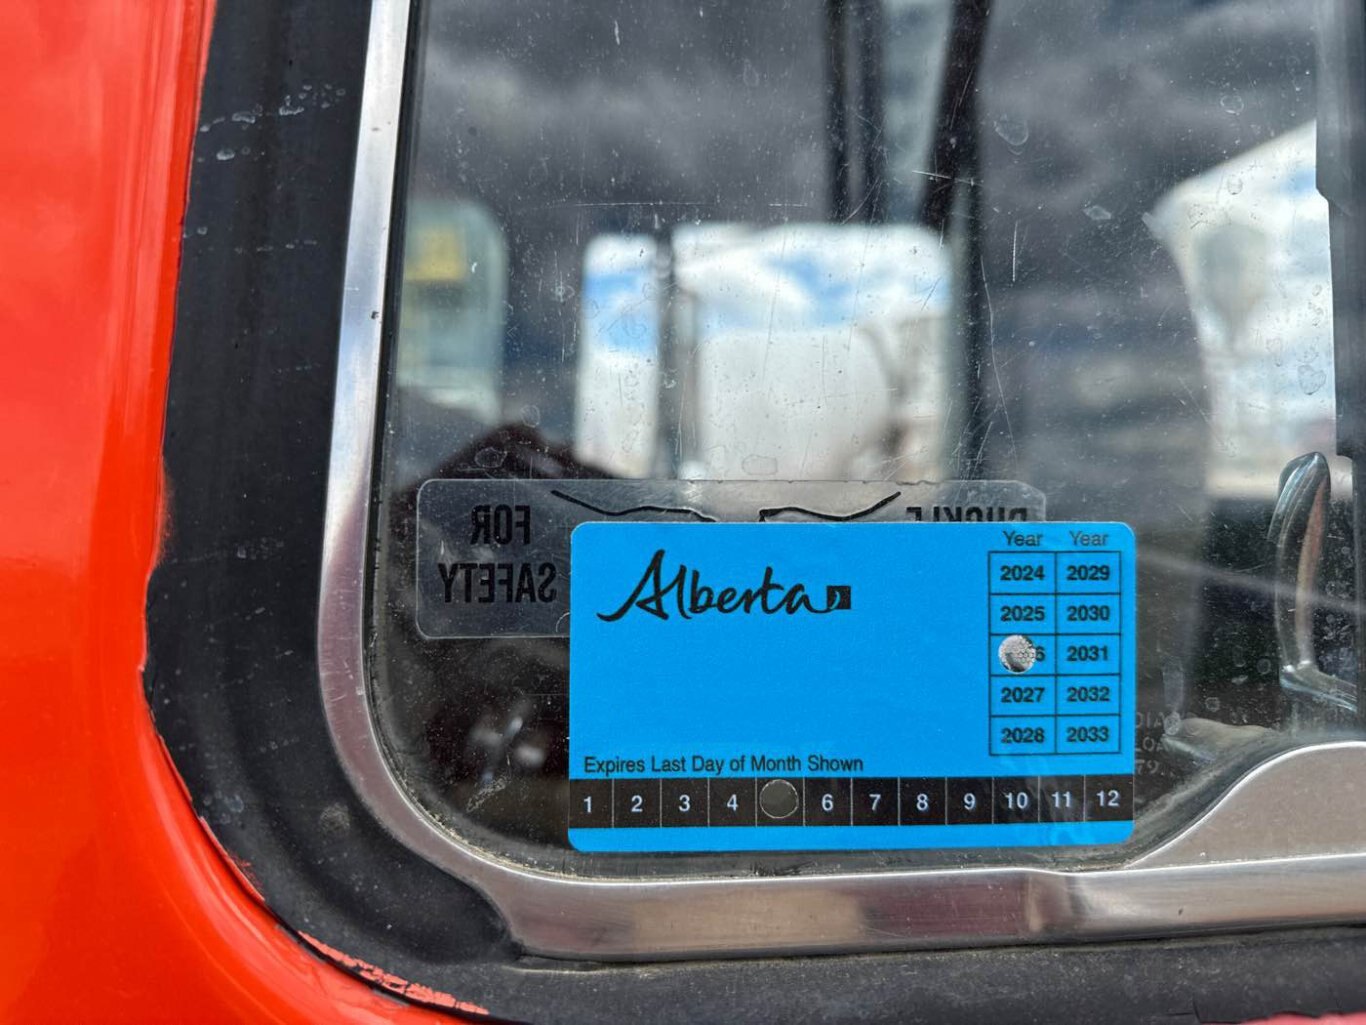 FOR
SAFETY
Alberta
Year Year
2024 2029
2025 2030
6 2031
2027 2032
2028 2033
Expires Last Day of Month Shown
1 2 3 4 6 7 8 9 10 11 12